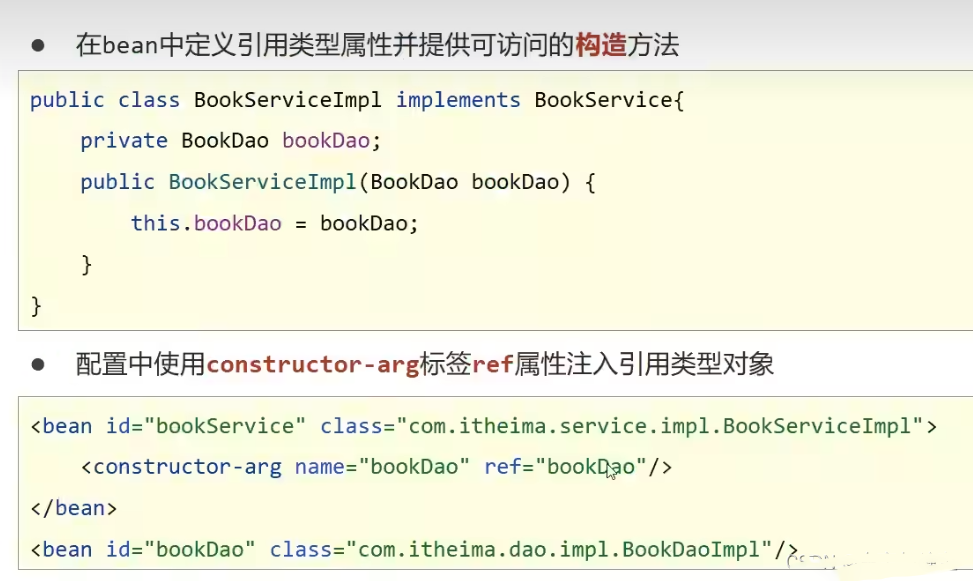 ● 在bean中定义引用类型属性并提供可访问的构造方法
public class BookServiceImpl implements BookService{
    private BookDao bookDao;
    public BookServiceImpl(BookDao bookDao) {
        this.bookDao = bookDao;
    }
}
● 配置中使用constructor-arg标签ref属性注入引用类型对象
<bean id="bookService" class="com.itheima.service.impl.BookServiceImpl">
    <constructor-arg name="bookDao" ref="bookDao"/>
</bean>
<bean id="bookDao" class="com.itheima.dao.impl.BookDaoImpl"/>